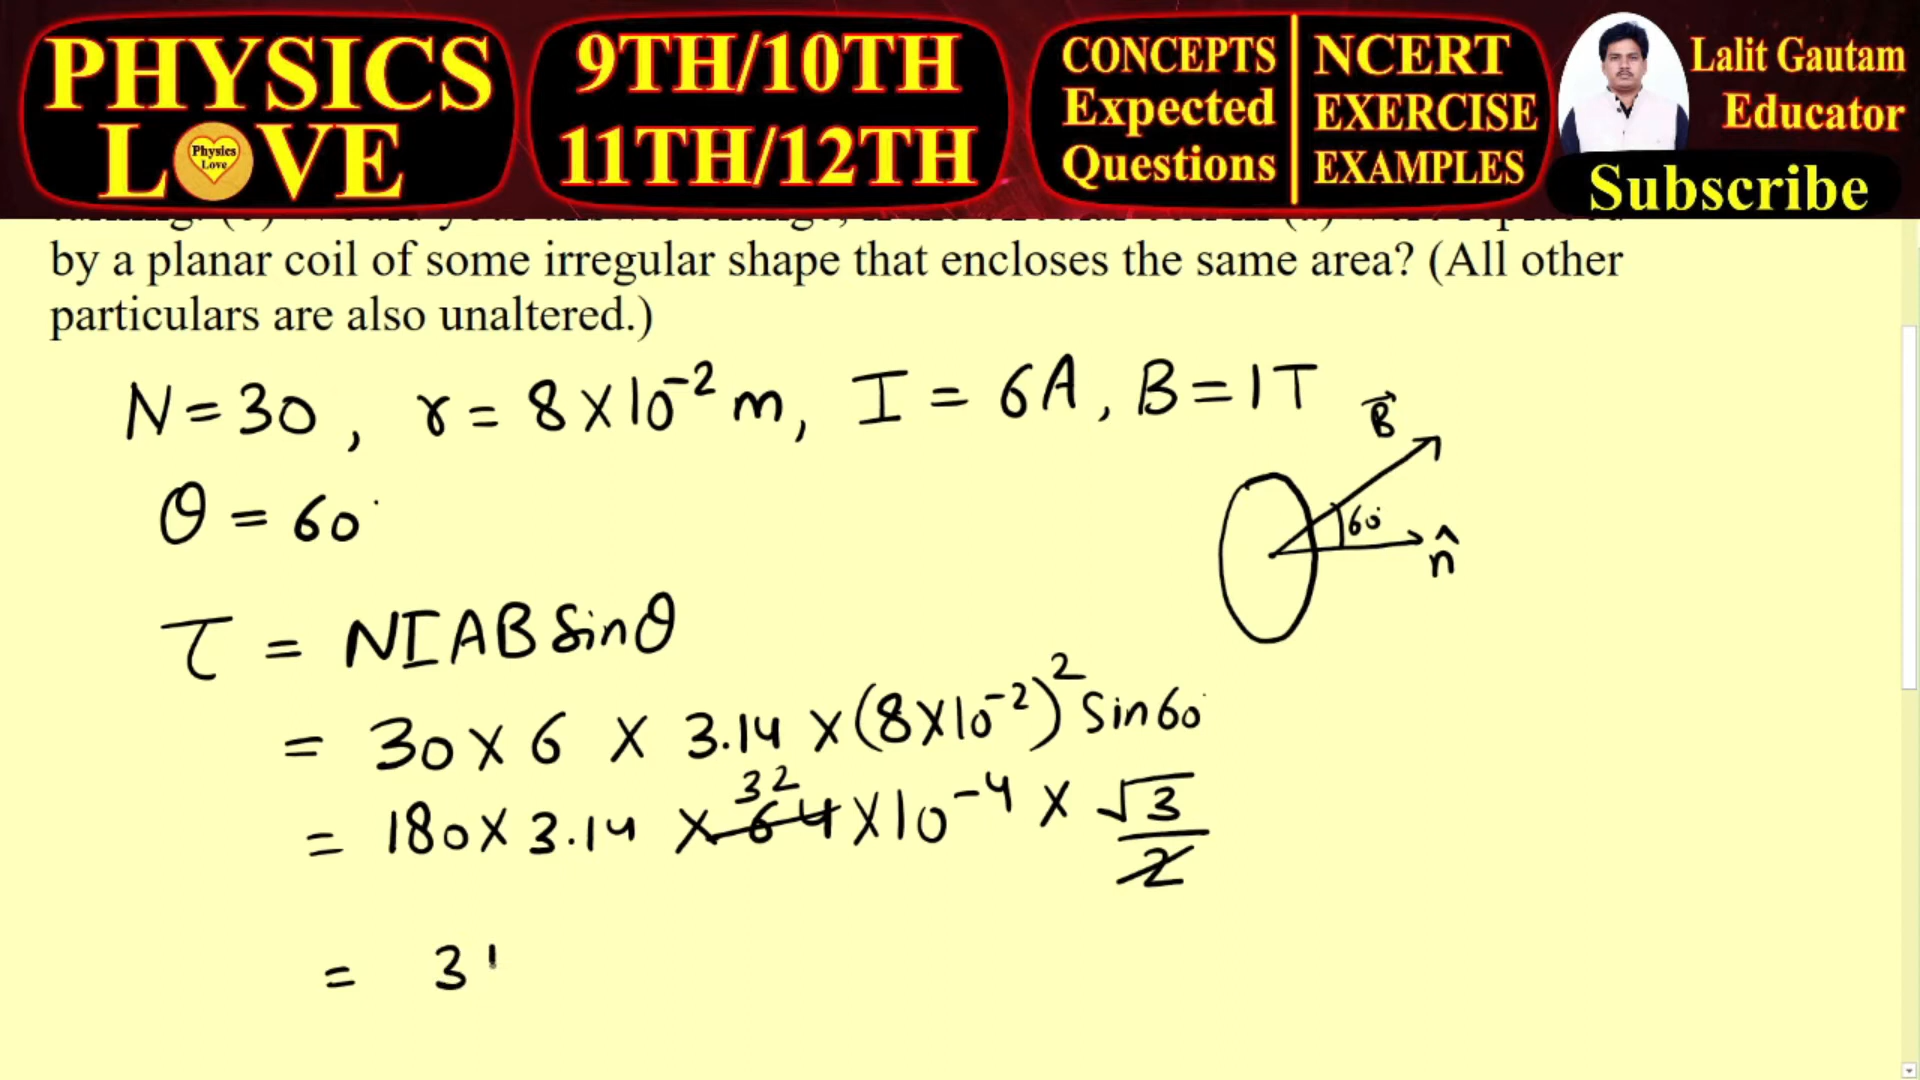 PHYSICS
LOVE
Physics
Love
9TH/10TH
11TH/12TH
CONCEPTS
Expected
Questions
NCERT
EXERCISE
EXAMPLES
Lalit Gautam
Educator
Subscribe
by a planar coil of some irregular shape that encloses the same area? (All other
particulars are also unaltered.)
N = 30, r = 8 × 10⁻² m, I = 6A, B = 1T
B⃗
60°
n̂
θ = 60°
τ = NIAB Sinθ
= 30 × 6 × 3.14 × (8 × 10⁻²)² Sin 60°
32
= 180 × 3.14 × 64 × 10⁻⁴ × √3/2
= 3